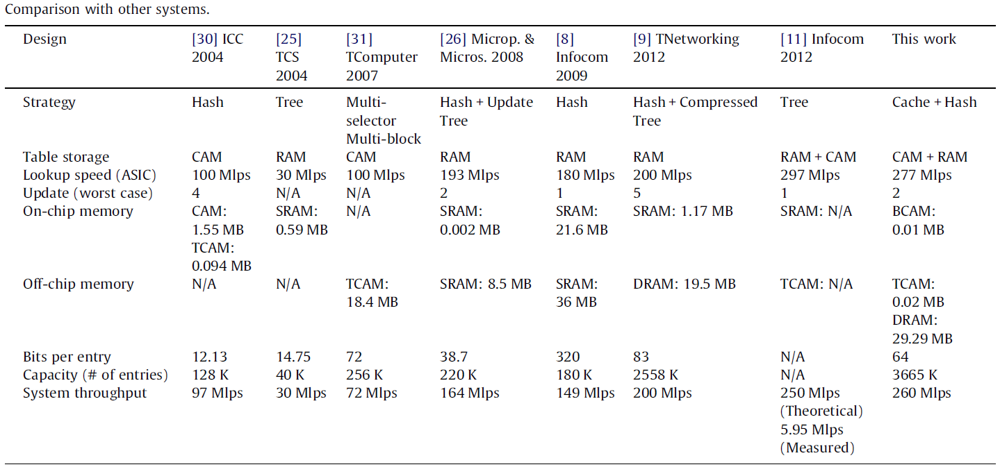 Comparison with other systems.
Design [30] ICC [25] [31] [26] Microp. & [8] [9] TNetworking [11] Infocom This work
2004 TCS TComputer Micros. 2008 Infocom 2012 2012
2004 2007 2009
Strategy Hash Tree Multi- Hash + Update Hash Hash + Compressed Tree Cache + Hash
selector Tree Tree
Multi-block
Table storage CAM RAM CAM RAM RAM RAM RAM + CAM CAM + RAM
Lookup speed (ASIC) 100 Mlps 30 Mlps 100 Mlps 193 Mlps 180 Mlps 200 Mlps 297 Mlps 277 Mlps
Update (worst case) 4 N/A N/A 2 1 5 1 2
On-chip memory CAM: SRAM: N/A SRAM: SRAM: SRAM: 1.17 MB SRAM: N/A BCAM:
1.55 MB 0.59 MB 0.002 MB 21.6 MB 0.01 MB
TCAM:
0.094 MB
Off-chip memory N/A N/A TCAM: SRAM: 8.5 MB SRAM: DRAM: 19.5 MB TCAM: N/A TCAM:
18.4 MB 36 MB 0.02 MB
DRAM:
29.29 MB
Bits per entry 12.13 14.75 72 38.7 320 83 N/A 64
Capacity (# of entries) 128 K 40 K 256 K 220 K 180 K 2558 K N/A 3665 K
System throughput 97 Mlps 30 Mlps 72 Mlps 164 Mlps 149 Mlps 200 Mlps 250 Mlps 260 Mlps
(Theoretical)
5.95 Mlps
(Measured)